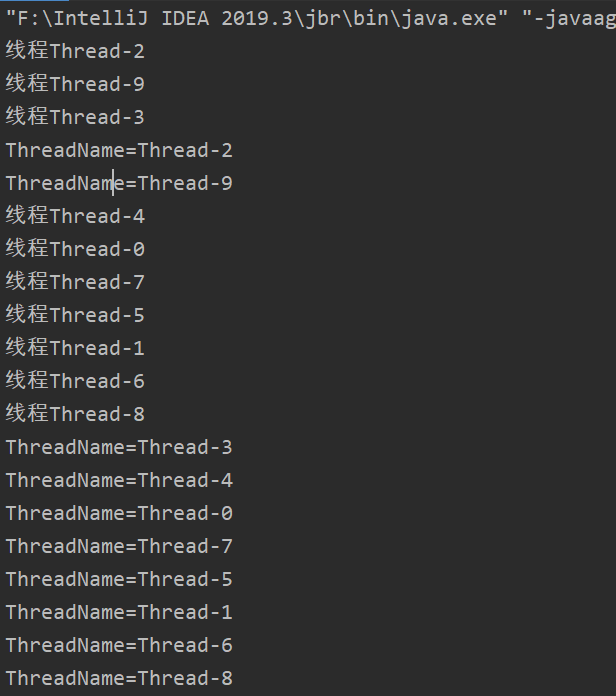 "F:\IntelliJ IDEA 2019.3\jbr\bin\java.exe" "-javaag
线程Thread-2
线程Thread-9
线程Thread-3
ThreadName=Thread-2
ThreadName=Thread-9
线程Thread-4
线程Thread-0
线程Thread-7
线程Thread-5
线程Thread-1
线程Thread-6
线程Thread-8
ThreadName=Thread-3
ThreadName=Thread-4
ThreadName=Thread-0
ThreadName=Thread-7
ThreadName=Thread-5
ThreadName=Thread-1
ThreadName=Thread-6
ThreadName=Thread-8